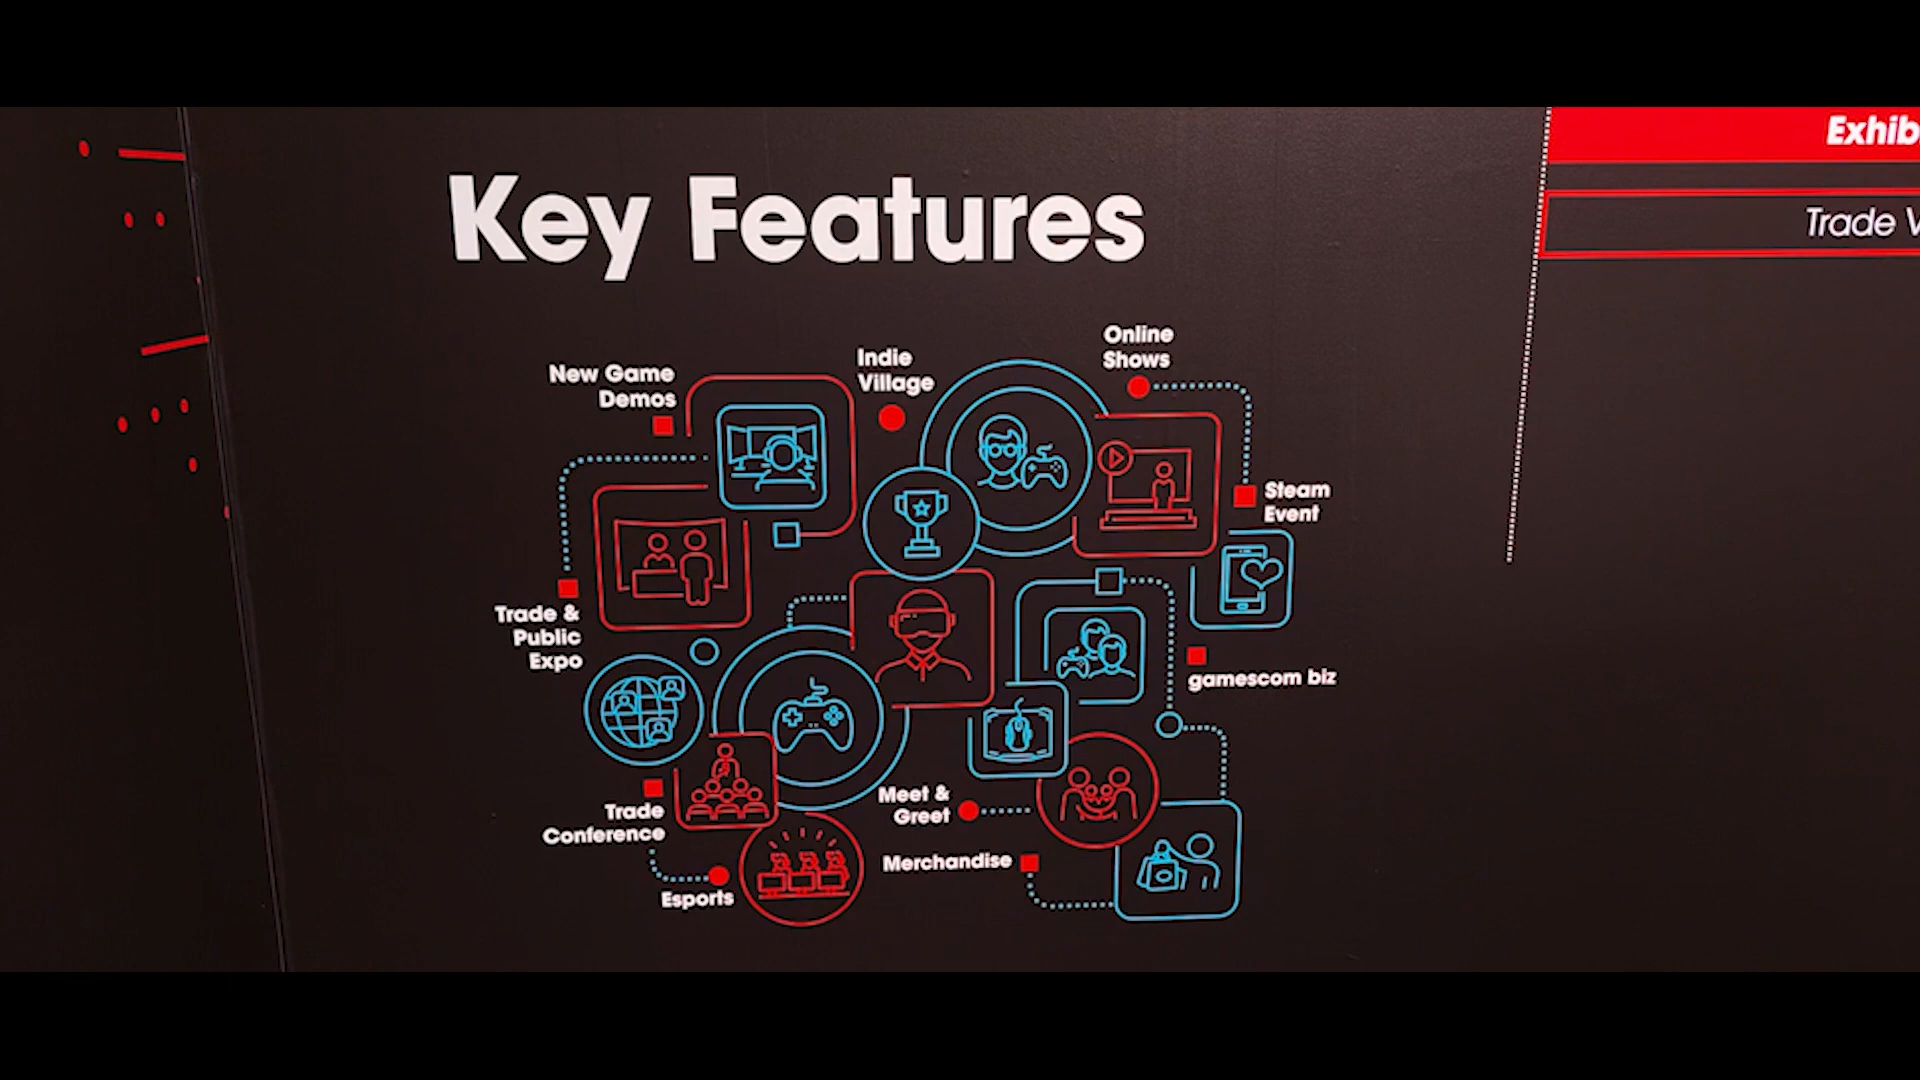 Key Features
Exhib
Trade V
New Game
Demos
Indie
Village
Online
Shows
Steam
Event
Trade &
Public
Expo
gamescom biz
Trade
Conference
Esports
Meet &
Greet
Merchandise